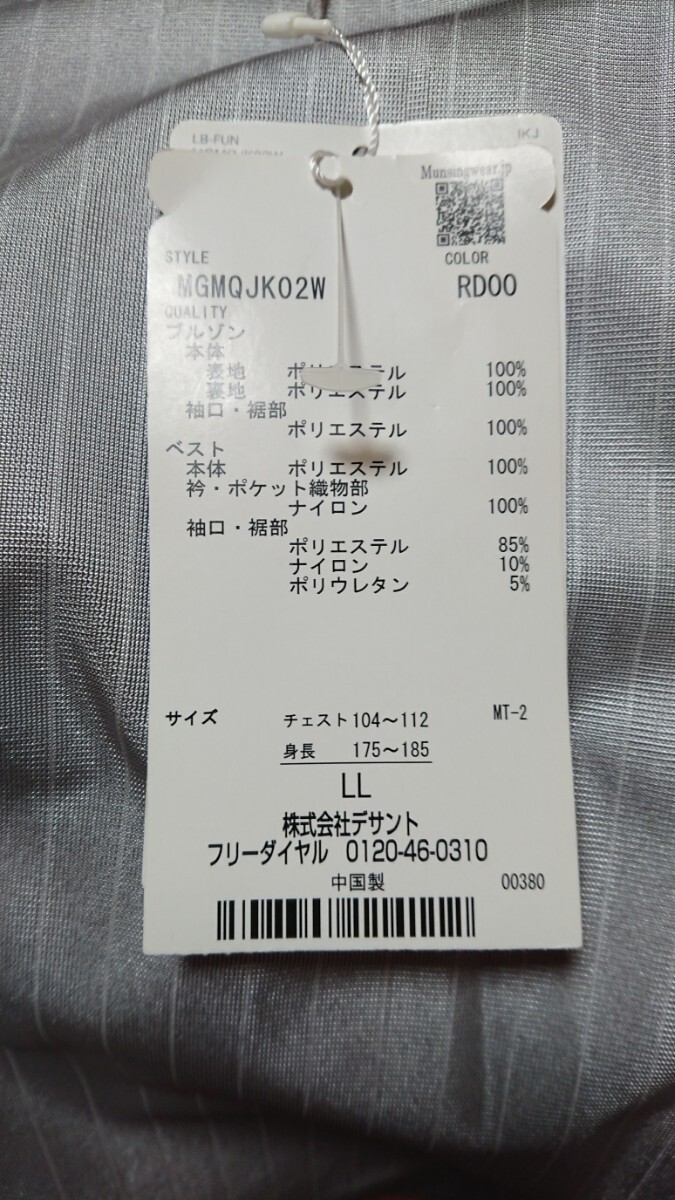 LB-FUN IKJ
Munsingwear.jp
STYLE COLOR
MGMQJK02W RD00
QUALITY
ブルゾン
本体
表地 ポリエステル 100%
裏地 ポリエステル 100%
袖口・裾部
ポリエステル 100%
ベスト
本体 ポリエステル 100%
衿・ポケット織物部
ナイロン 100%
袖口・裾部
ポリエステル 85%
ナイロン 10%
ポリウレタン 5%
サイズ チェスト104～112 MT-2
身長 175～185
LL
株式会社デサント
フリーダイヤル 0120-46-0310
中国製 00380